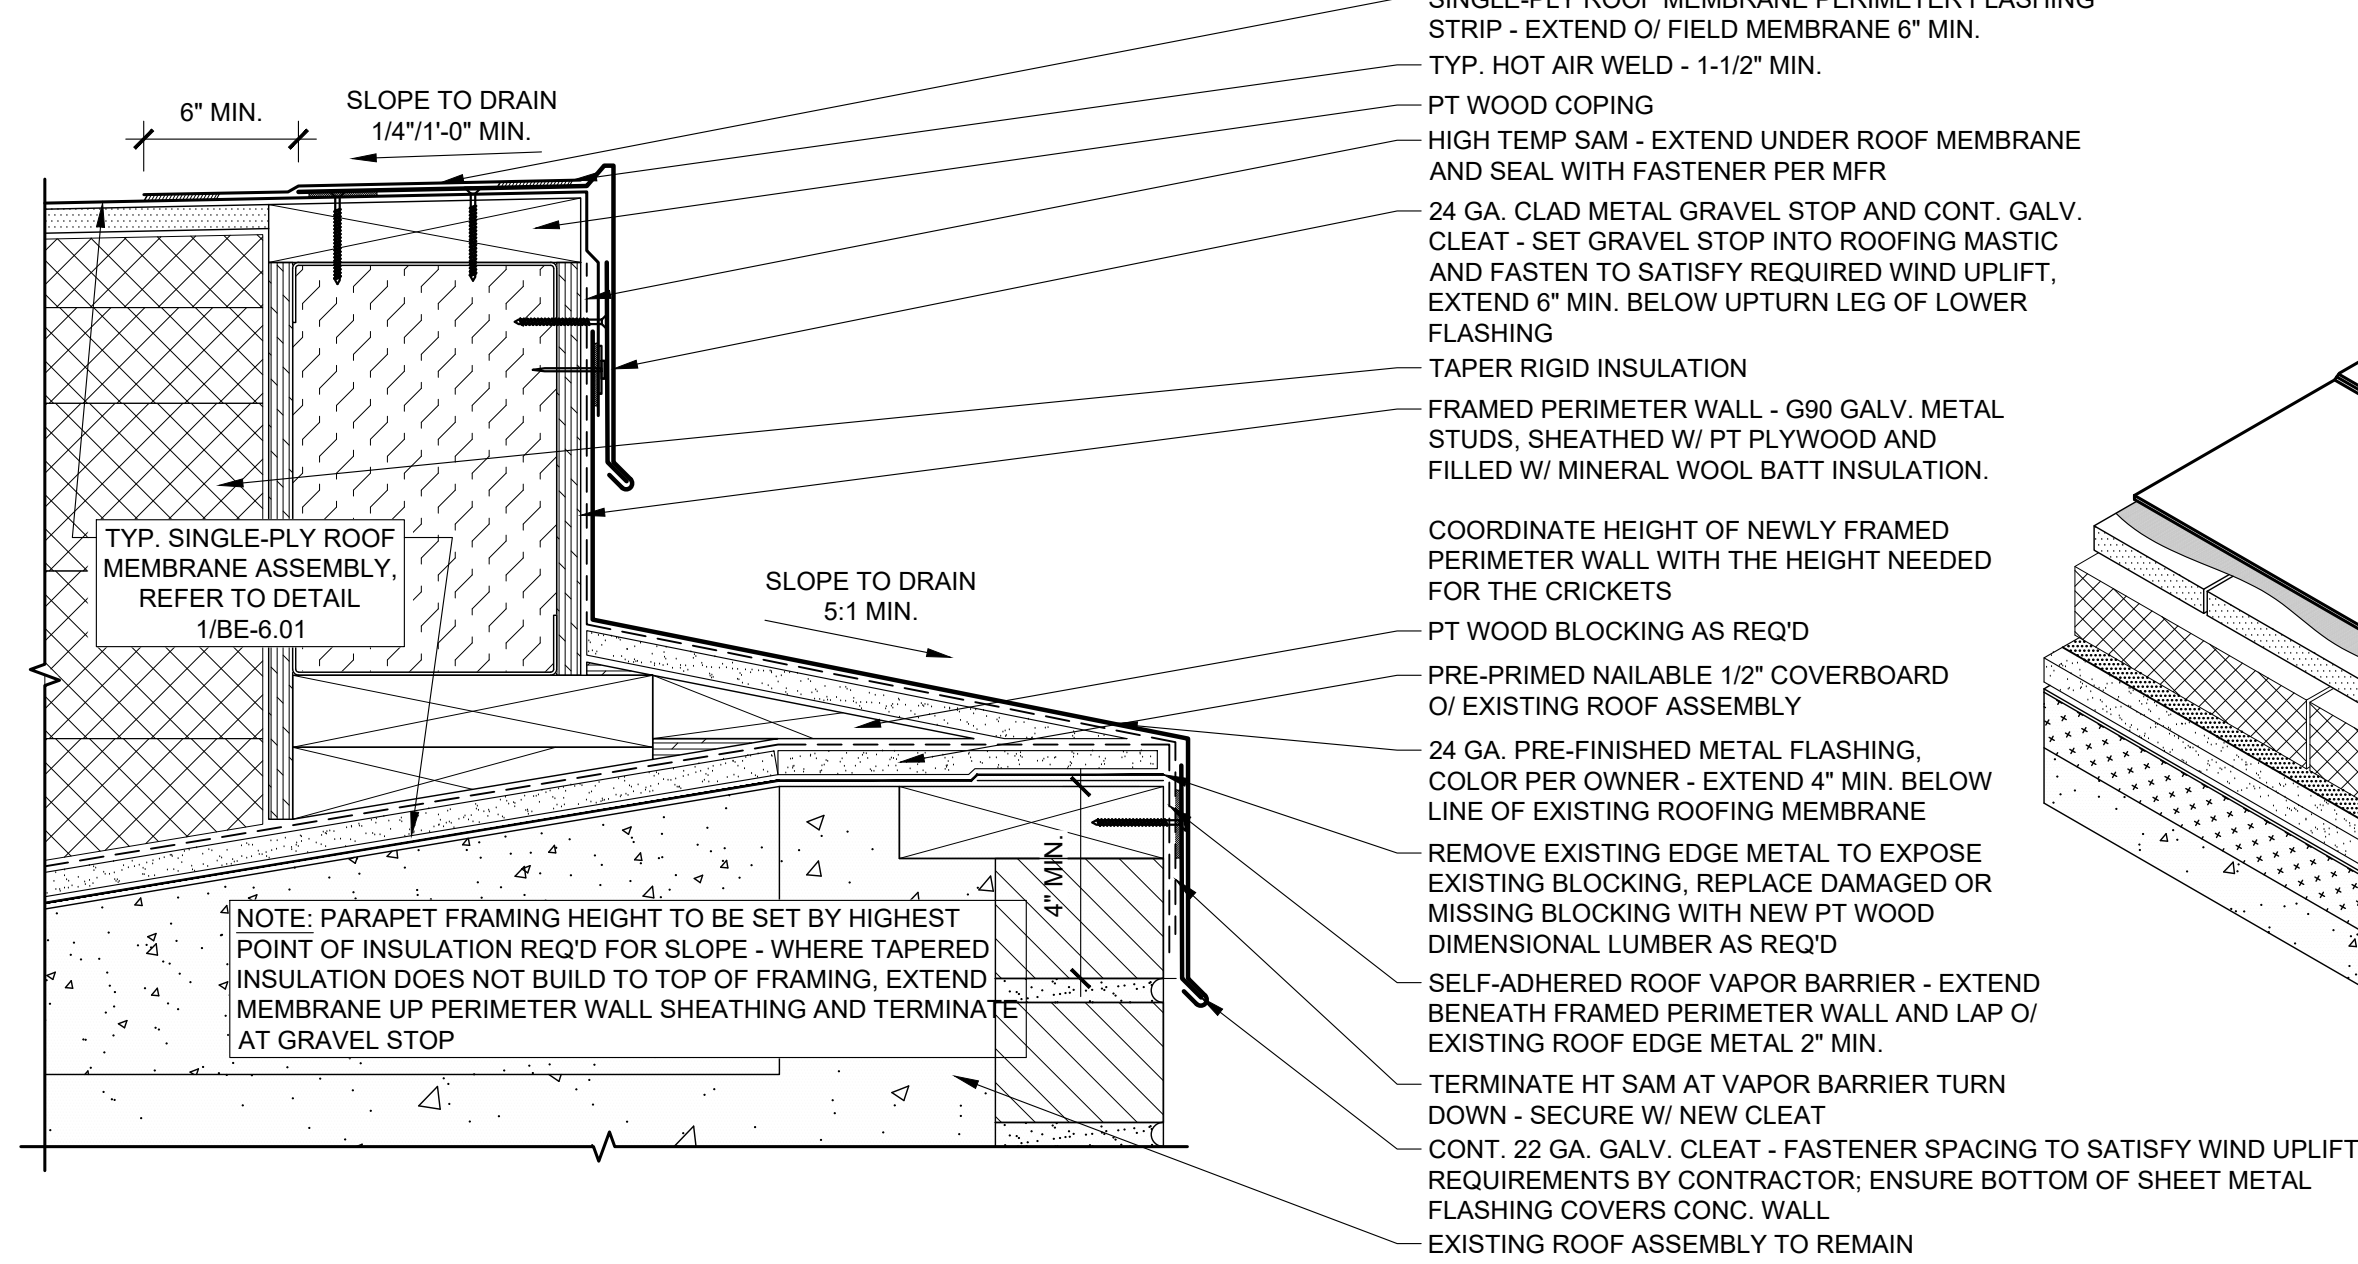 SINGLE-PLY ROOF MEMBRANE PERIMETER FLASHING
STRIP - EXTEND O/ FIELD MEMBRANE 6" MIN.
TYP. HOT AIR WELD - 1-1/2" MIN.
PT WOOD COPING
HIGH TEMP SAM - EXTEND UNDER ROOF MEMBRANE
AND SEAL WITH FASTENER PER MFR
24 GA. CLAD METAL GRAVEL STOP AND CONT. GALV.
CLEAT - SET GRAVEL STOP INTO ROOFING MASTIC
AND FASTEN TO SATISFY REQUIRED WIND UPLIFT,
EXTEND 6" MIN. BELOW UPTURN LEG OF LOWER
FLASHING
TAPER RIGID INSULATION
FRAMED PERIMETER WALL - G90 GALV. METAL
STUDS, SHEATHED W/ PT PLYWOOD AND
FILLED W/ MINERAL WOOL BATT INSULATION.
COORDINATE HEIGHT OF NEWLY FRAMED
PERIMETER WALL WITH THE HEIGHT NEEDED
FOR THE CRICKETS
PT WOOD BLOCKING AS REQ'D
PRE-PRIMED NAILABLE 1/2" COVERBOARD
O/ EXISTING ROOF ASSEMBLY
24 GA. PRE-FINISHED METAL FLASHING,
COLOR PER OWNER - EXTEND 4" MIN. BELOW
LINE OF EXISTING ROOFING MEMBRANE
REMOVE EXISTING EDGE METAL TO EXPOSE
EXISTING BLOCKING, REPLACE DAMAGED OR
MISSING BLOCKING WITH NEW PT WOOD
DIMENSIONAL LUMBER AS REQ'D
SELF-ADHERED ROOF VAPOR BARRIER - EXTEND
BENEATH FRAMED PERIMETER WALL AND LAP O/
EXISTING ROOF EDGE METAL 2" MIN.
TERMINATE HT SAM AT VAPOR BARRIER TURN
DOWN - SECURE W/ NEW CLEAT
CONT. 22 GA. GALV. CLEAT - FASTENER SPACING TO SATISFY WIND UPLIFT
REQUIREMENTS BY CONTRACTOR; ENSURE BOTTOM OF SHEET METAL
FLASHING COVERS CONC. WALL
EXISTING ROOF ASSEMBLY TO REMAIN
6" MIN.
SLOPE TO DRAIN
1/4"/1'-0" MIN.
TYP. SINGLE-PLY ROOF
MEMBRANE ASSEMBLY,
REFER TO DETAIL
1/BE-6.01
SLOPE TO DRAIN
5:1 MIN.
4" MIN.
NOTE: PARAPET FRAMING HEIGHT TO BE SET BY HIGHEST
POINT OF INSULATION REQ'D FOR SLOPE - WHERE TAPERED
INSULATION DOES NOT BUILD TO TOP OF FRAMING, EXTEND
MEMBRANE UP PERIMETER WALL SHEATHING AND TERMINATE
AT GRAVEL STOP